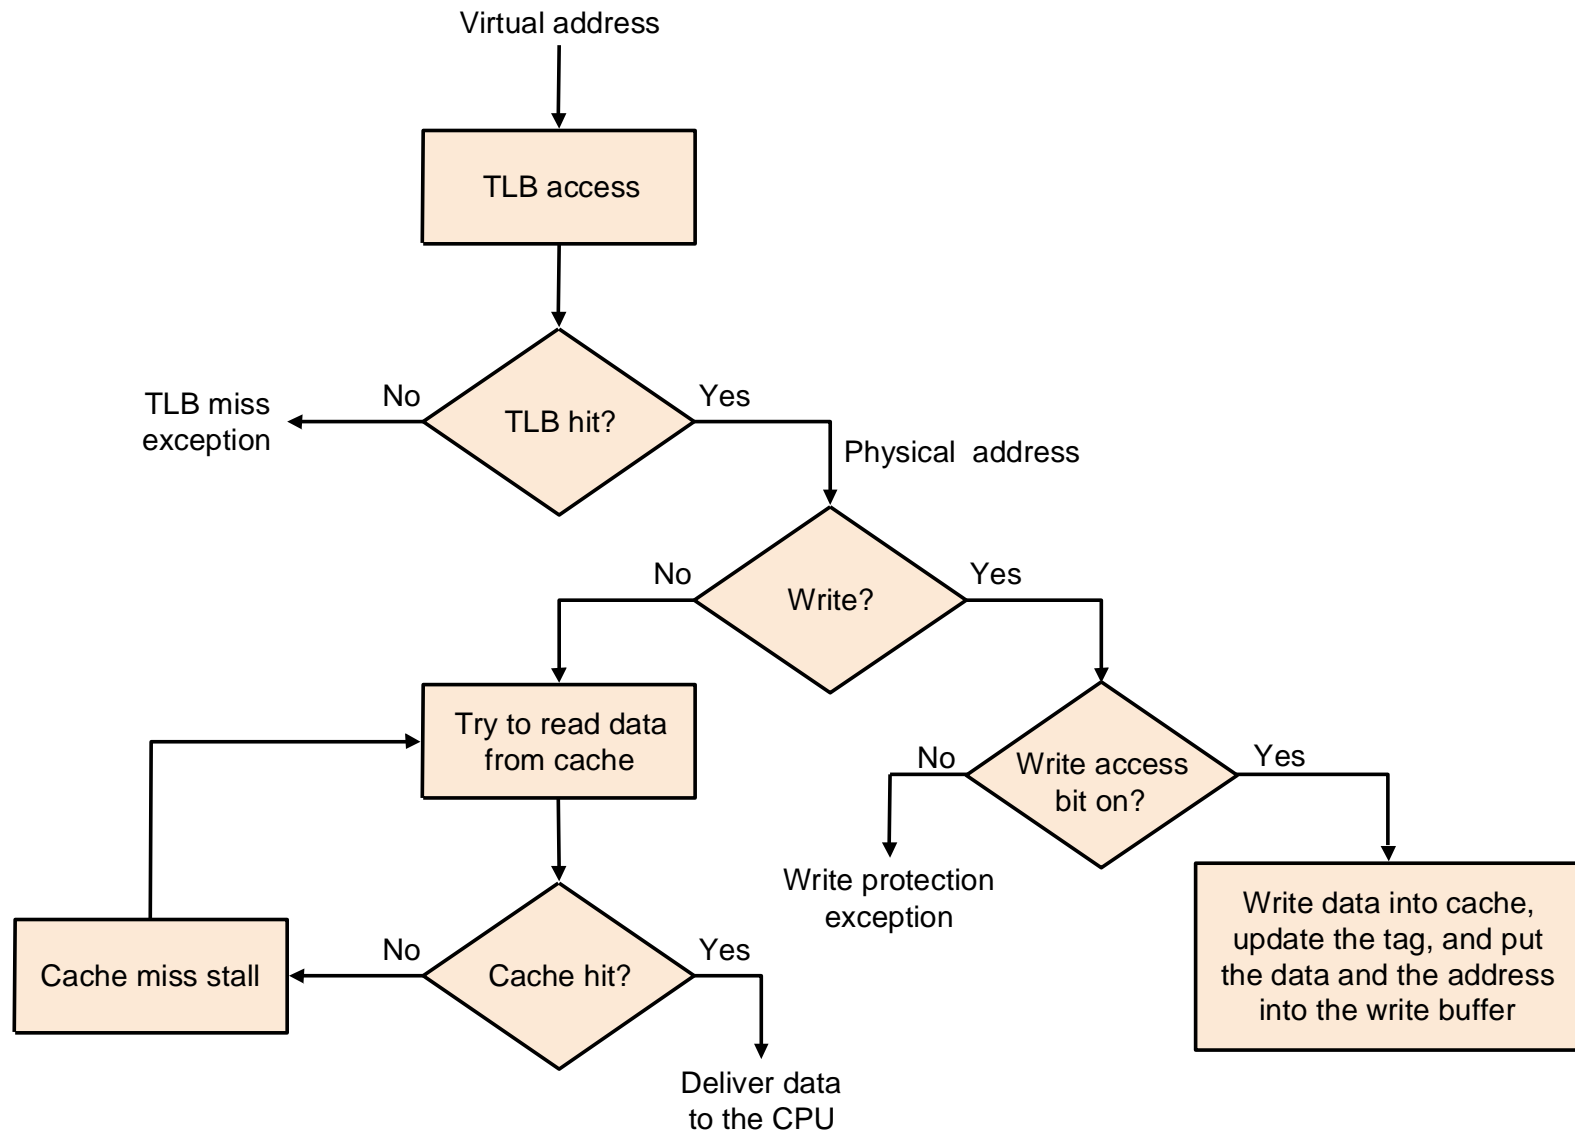 Virtual address
TLB access
No
Yes
TLB miss
exception
TLB hit?
Physical address
No
Yes
Write?
Try to read data
from cache
No
Yes
Write access
bit on?
Write protection
exception
Write data into cache,
update the tag, and put
the data and the address
into the write buffer
No
Yes
Cache miss stall
Cache hit?
Deliver data
to the CPU